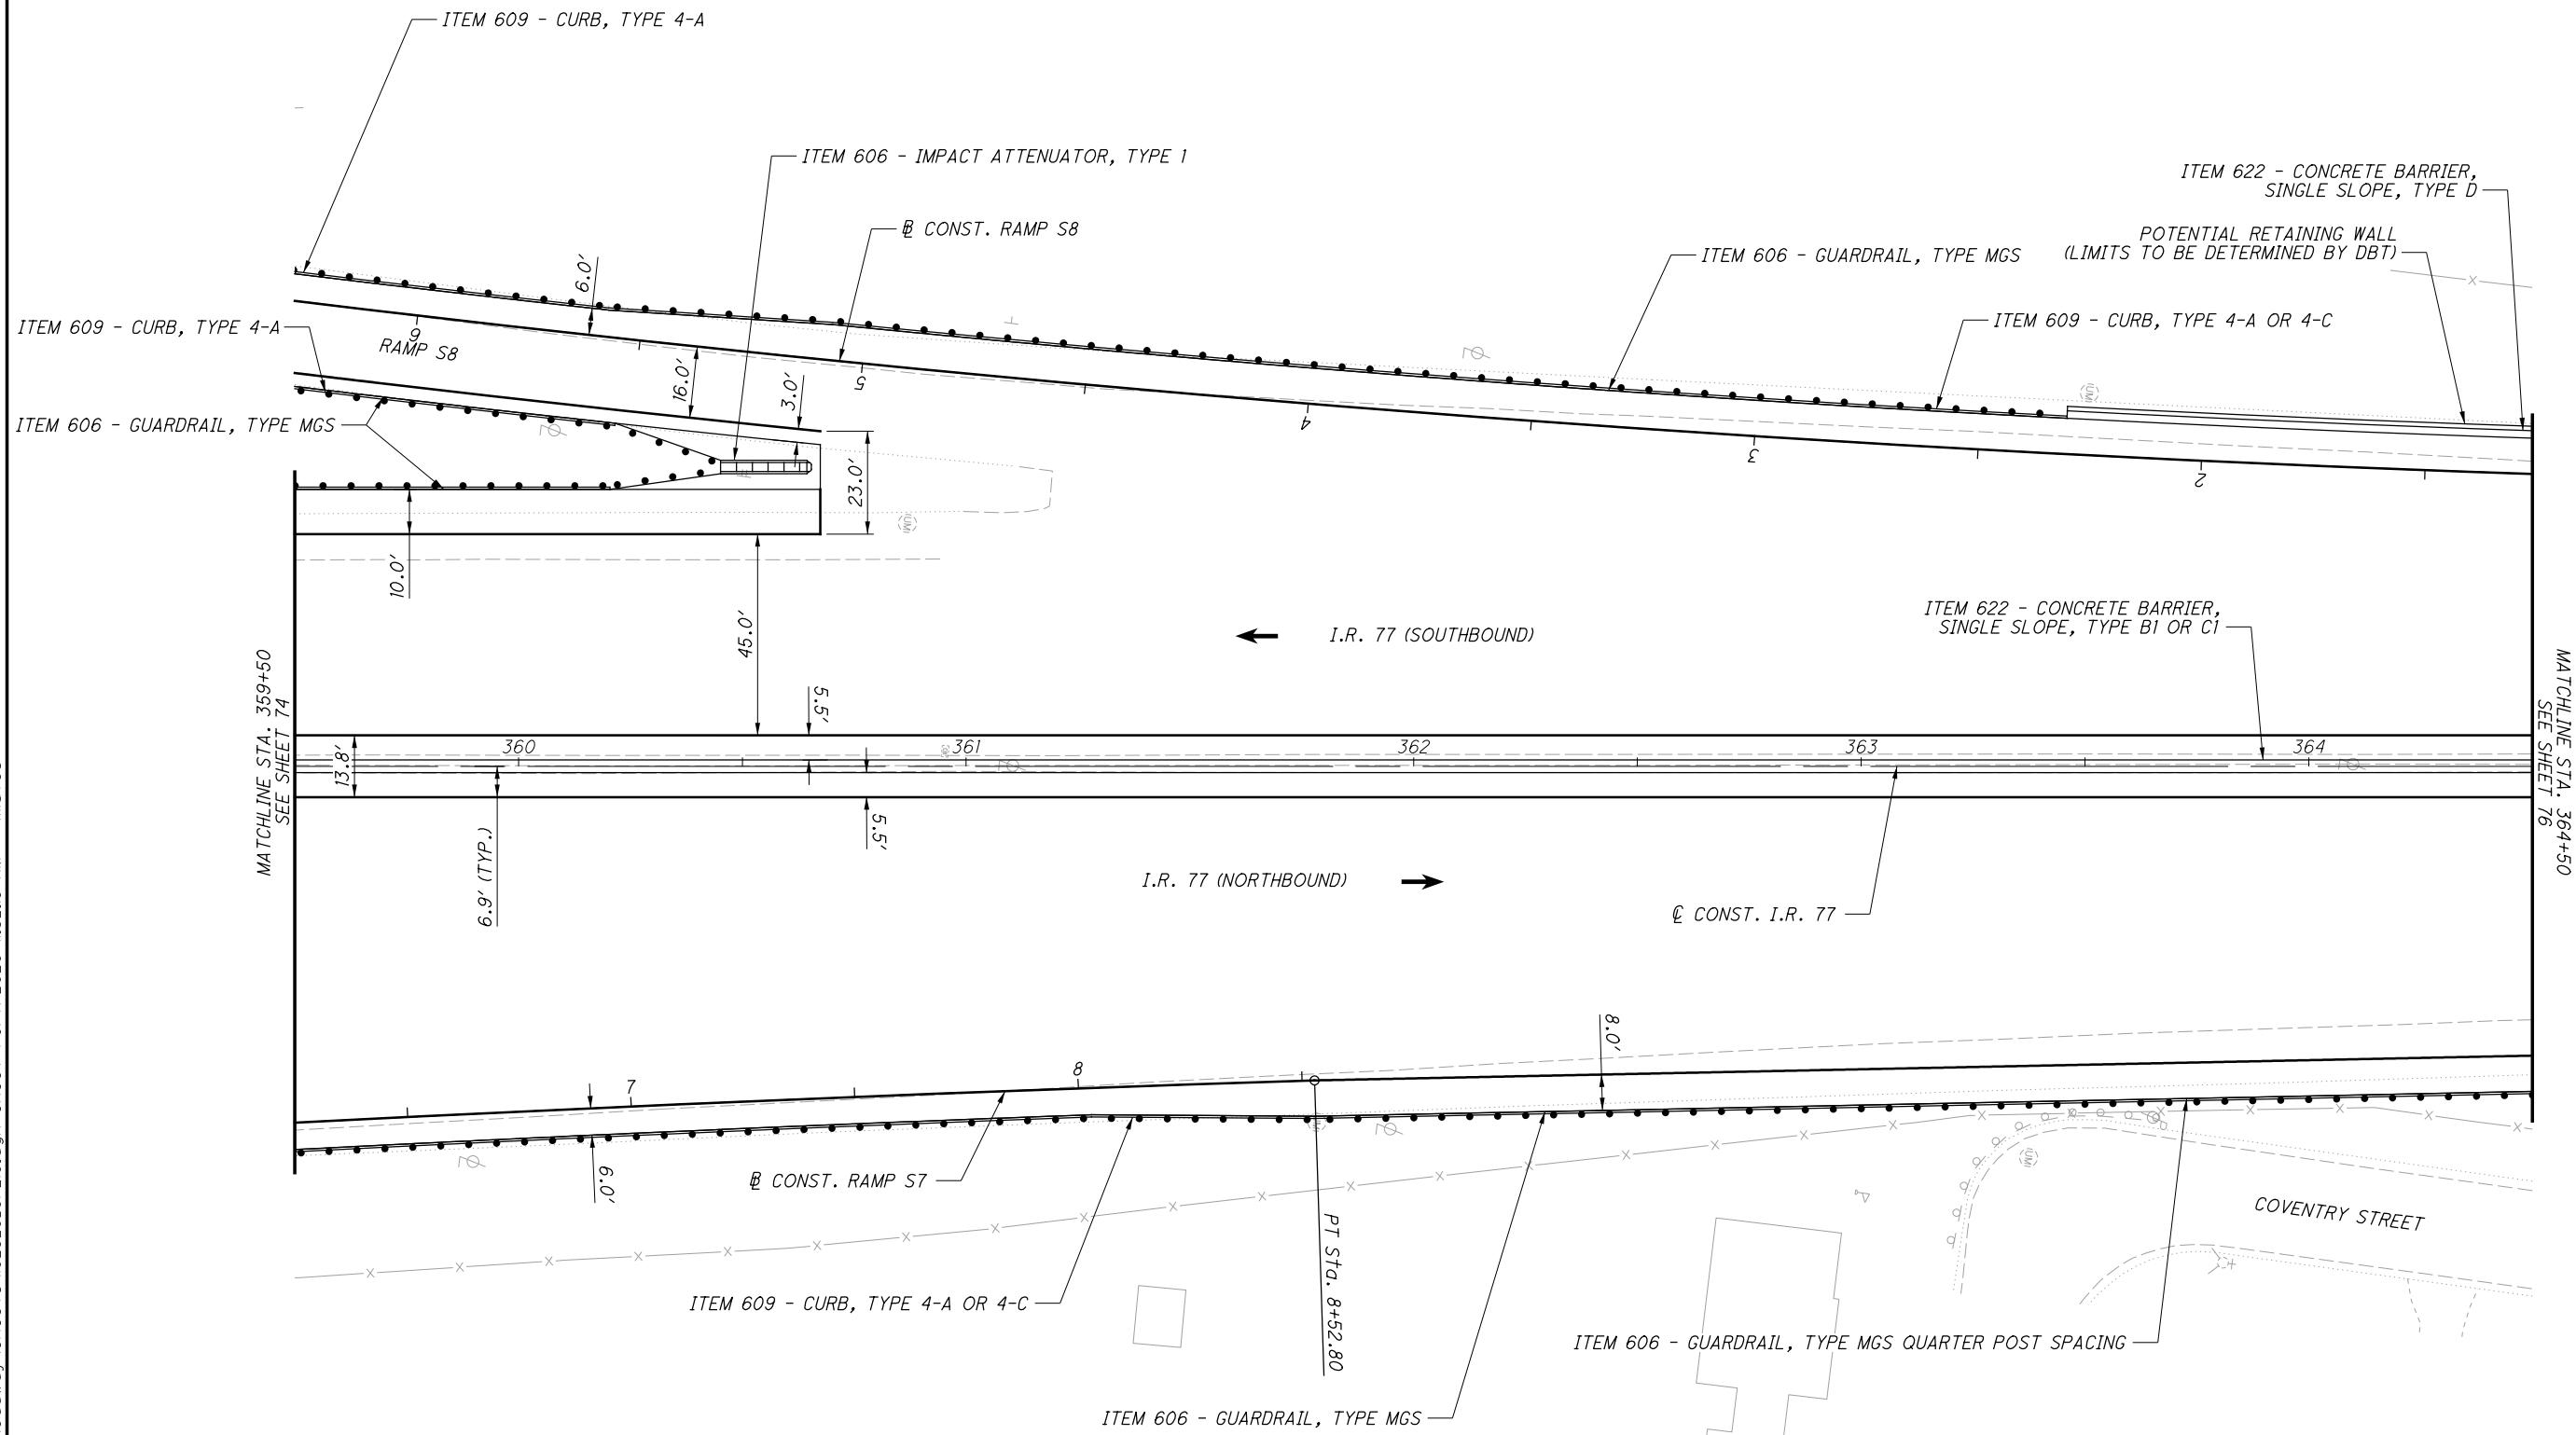 ITEM 609 - CURB, TYPE 4-A
ITEM 606 - IMPACT ATTENUATOR, TYPE 1
ITEM 622 - CONCRETE BARRIER,
SINGLE SLOPE, TYPE D
℄ CONST. RAMP S8
POTENTIAL RETAINING WALL
(LIMITS TO BE DETERMINED BY DBT)
ITEM 606 - GUARDRAIL, TYPE MGS
6.0'
ITEM 609 - CURB, TYPE 4-A OR 4-C
ITEM 609 - CURB, TYPE 4-A
6
RAMP S8
16.0'
3.0'
5
4
3
2
ITEM 606 - GUARDRAIL, TYPE MGS
23.0'
10.0'
45.0'
ITEM 622 - CONCRETE BARRIER,
SINGLE SLOPE, TYPE B1 OR C1
I.R. 77 (SOUTHBOUND)
MATCHLINE STA. 359+50
SEE SHEET 74
MATCHLINE STA. 364+50
SEE SHEET 76
5.5'
13.8'
360
361
362
363
364
6.9' (TYP.)
5.5'
I.R. 77 (NORTHBOUND)
℄ CONST. I.R. 77
8.0'
7
8
6.0'
℄ CONST. RAMP S7
PT Sta. 8+52.80
COVENTRY STREET
ITEM 609 - CURB, TYPE 4-A OR 4-C
ITEM 606 - GUARDRAIL, TYPE MGS QUARTER POST SPACING
ITEM 606 - GUARDRAIL, TYPE MGS